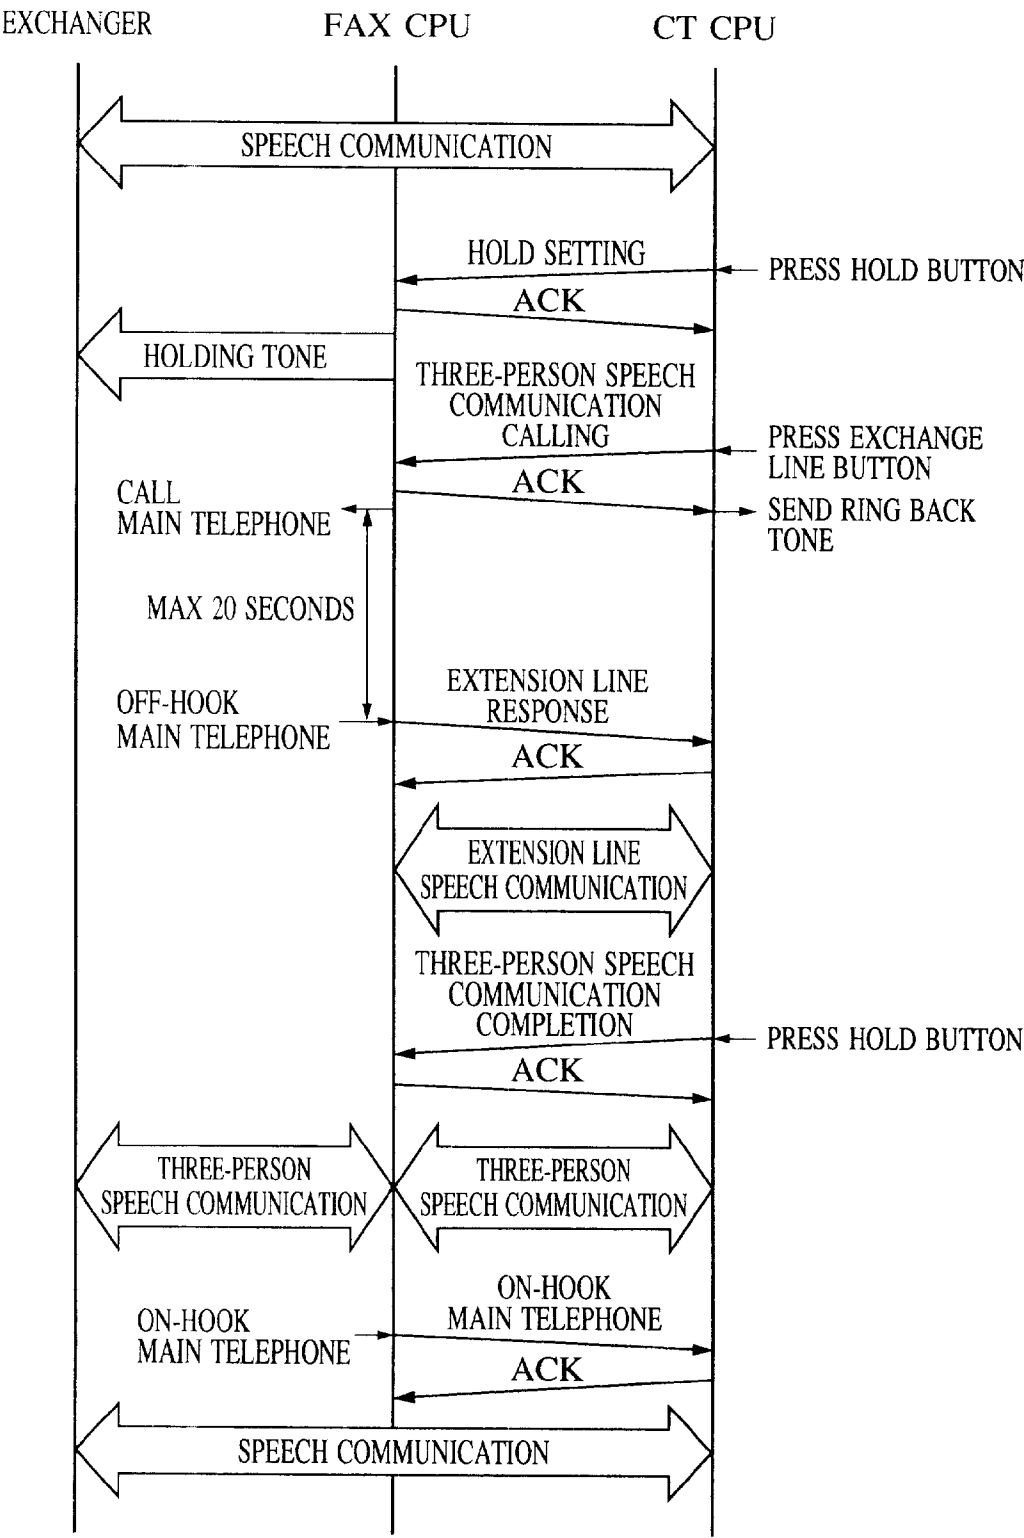 EXCHANGER
FAX CPU
CT CPU
SPEECH COMMUNICATION
HOLD SETTING
PRESS HOLD BUTTON
ACK
HOLDING TONE
THREE-PERSON SPEECH
COMMUNICATION
CALLING
PRESS EXCHANGE
LINE BUTTON
ACK
CALL
MAIN TELEPHONE
SEND RING BACK
TONE
MAX 20 SECONDS
EXTENSION LINE
RESPONSE
OFF-HOOK
MAIN TELEPHONE
ACK
EXTENSION LINE
SPEECH COMMUNICATION
THREE-PERSON SPEECH
COMMUNICATION
COMPLETION
PRESS HOLD BUTTON
ACK
THREE-PERSON
SPEECH COMMUNICATION
THREE-PERSON
SPEECH COMMUNICATION
ON-HOOK
MAIN TELEPHONE
ON-HOOK
MAIN TELEPHONE
ACK
SPEECH COMMUNICATION